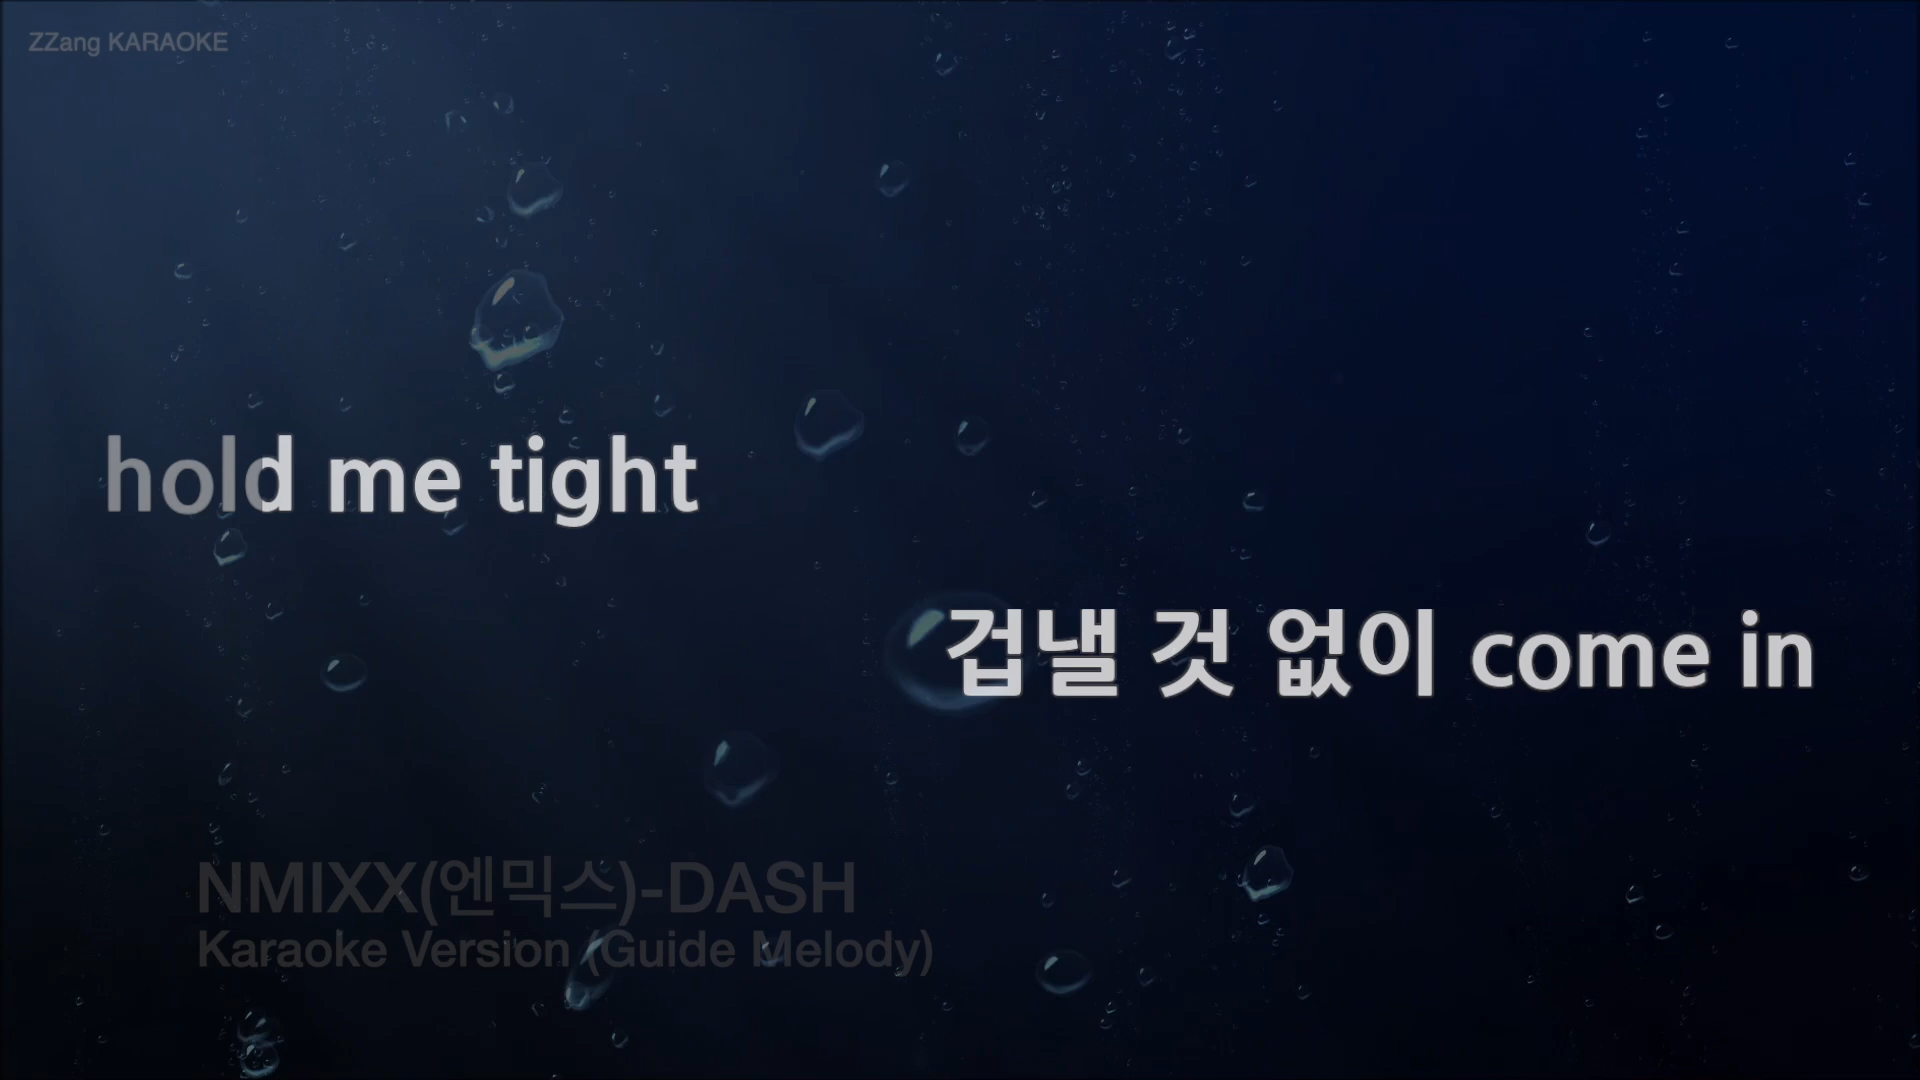 ZZang KARAOKE
hold me tight
겁낼 것 없이 come in
NMIXX(엔믹스)-DASH
Karaoke Version (Guide Melody)